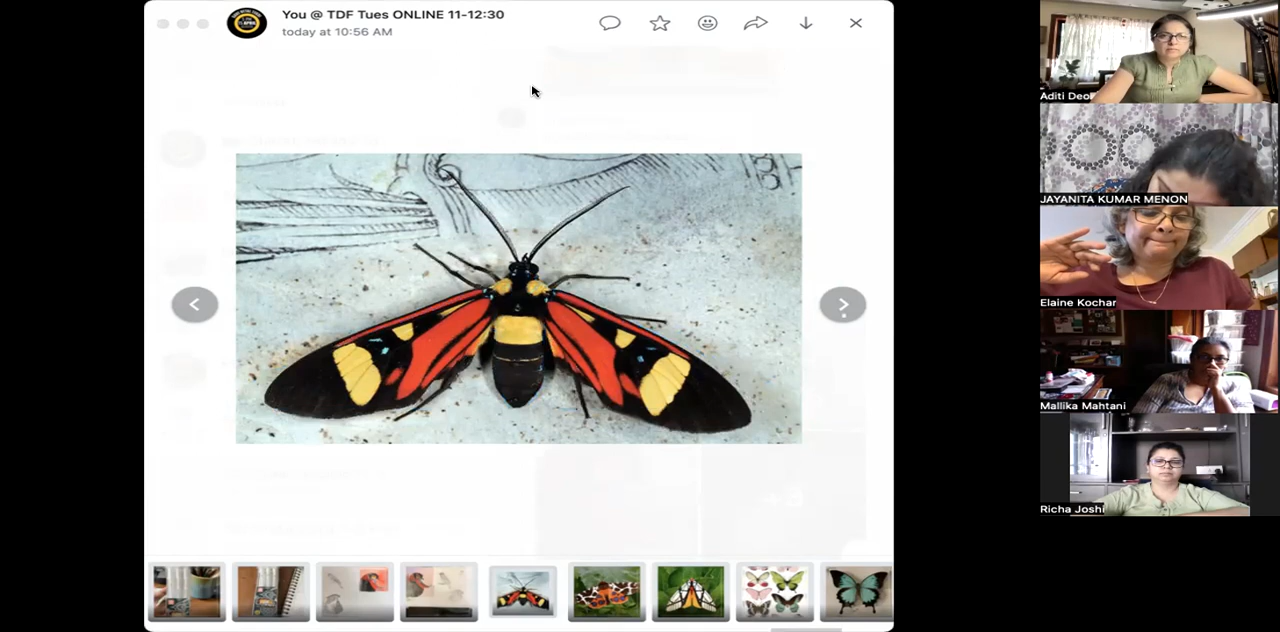 You @ TDF Tues ONLINE 11-12:30
today at 10:56 AM
Aditi Deo
JAYANITA KUMAR MENON
Elaine Kochar
Mallika Mahtani
Richa Joshi